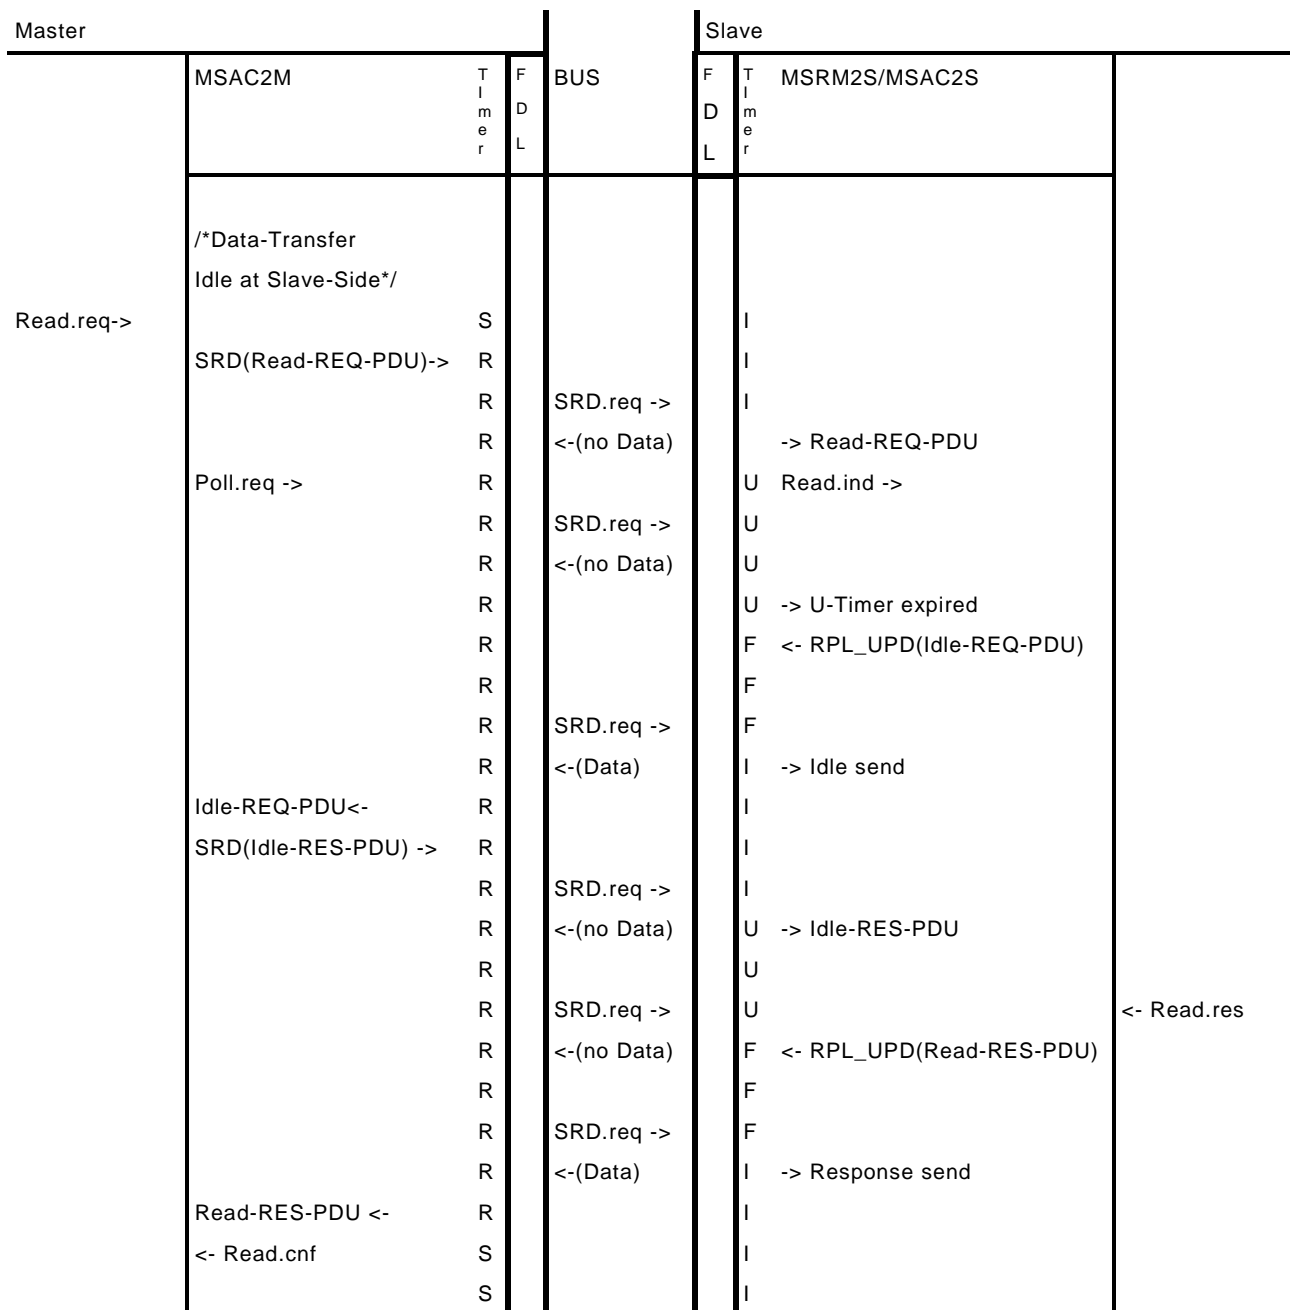 Master Slave
MSAC2M TImer FDL BUS FDL TImer MSRM2S/MSAC2S
/*Data-Transfer
Idle at Slave-Side*/
Read.req-> S I
SRD(Read-REQ-PDU)-> R I
R SRD.req -> I
R <-(no Data) -> Read-REQ-PDU
Poll.req -> R U Read.ind ->
R SRD.req -> U
R <-(no Data) U
R U -> U-Timer expired
R F <- RPL_UPD(Idle-REQ-PDU)
R F
R SRD.req -> F
R <-(Data) I -> Idle send
Idle-REQ-PDU<- R I
SRD(Idle-RES-PDU) -> R I
R SRD.req -> I
R <-(no Data) U -> Idle-RES-PDU
R U
R SRD.req -> U <- Read.res
R <-(no Data) F <- RPL_UPD(Read-RES-PDU)
R F
R SRD.req -> F
R <-(Data) I -> Response send
Read-RES-PDU <- R I
<- Read.cnf S I
S I